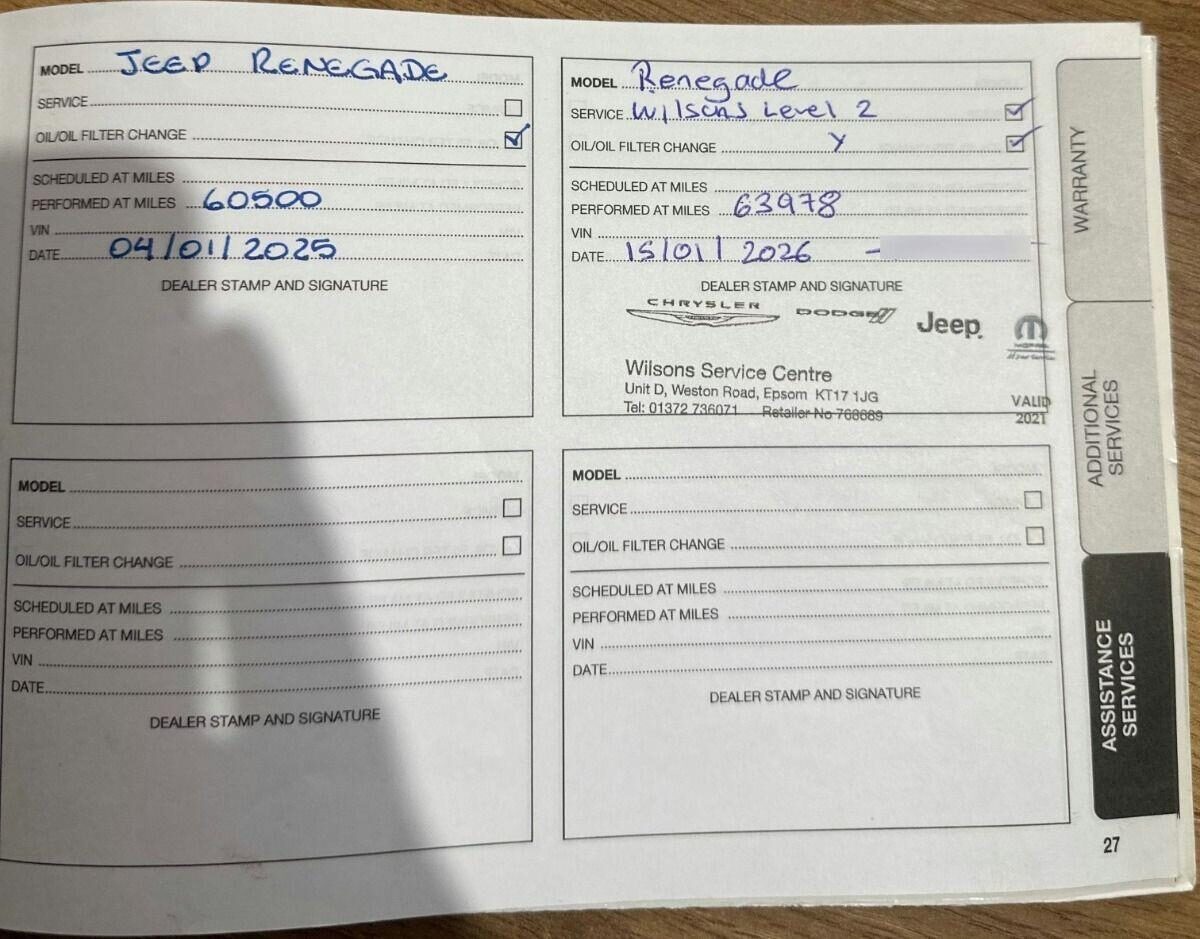 MODEL JEEP RENEGADE
SERVICE
OIL/OIL FILTER CHANGE
SCHEDULED AT MILES
PERFORMED AT MILES 60500
VIN
DATE 04/01/2025
DEALER STAMP AND SIGNATURE
MODEL Renegade
SERVICE Wilsons Level 2
OIL/OIL FILTER CHANGE Y
SCHEDULED AT MILES
PERFORMED AT MILES 63978
VIN
DATE 15/01/2026 -
DEALER STAMP AND SIGNATURE
CHRYSLER DODGE Jeep
MOPAR
Wilsons Service Centre
Unit D, Weston Road, Epsom KT17 1JG
Tel: 01372 736071 Retailer No
VALID
2021
MODEL
SERVICE
OIL/OIL FILTER CHANGE
SCHEDULED AT MILES
PERFORMED AT MILES
VIN
DATE
DEALER STAMP AND SIGNATURE
MODEL
SERVICE
OIL/OIL FILTER CHANGE
SCHEDULED AT MILES
PERFORMED AT MILES
VIN
DATE
DEALER STAMP AND SIGNATURE
WARRANTY
ADDITIONAL
SERVICES
ASSISTANCE
SERVICES
27